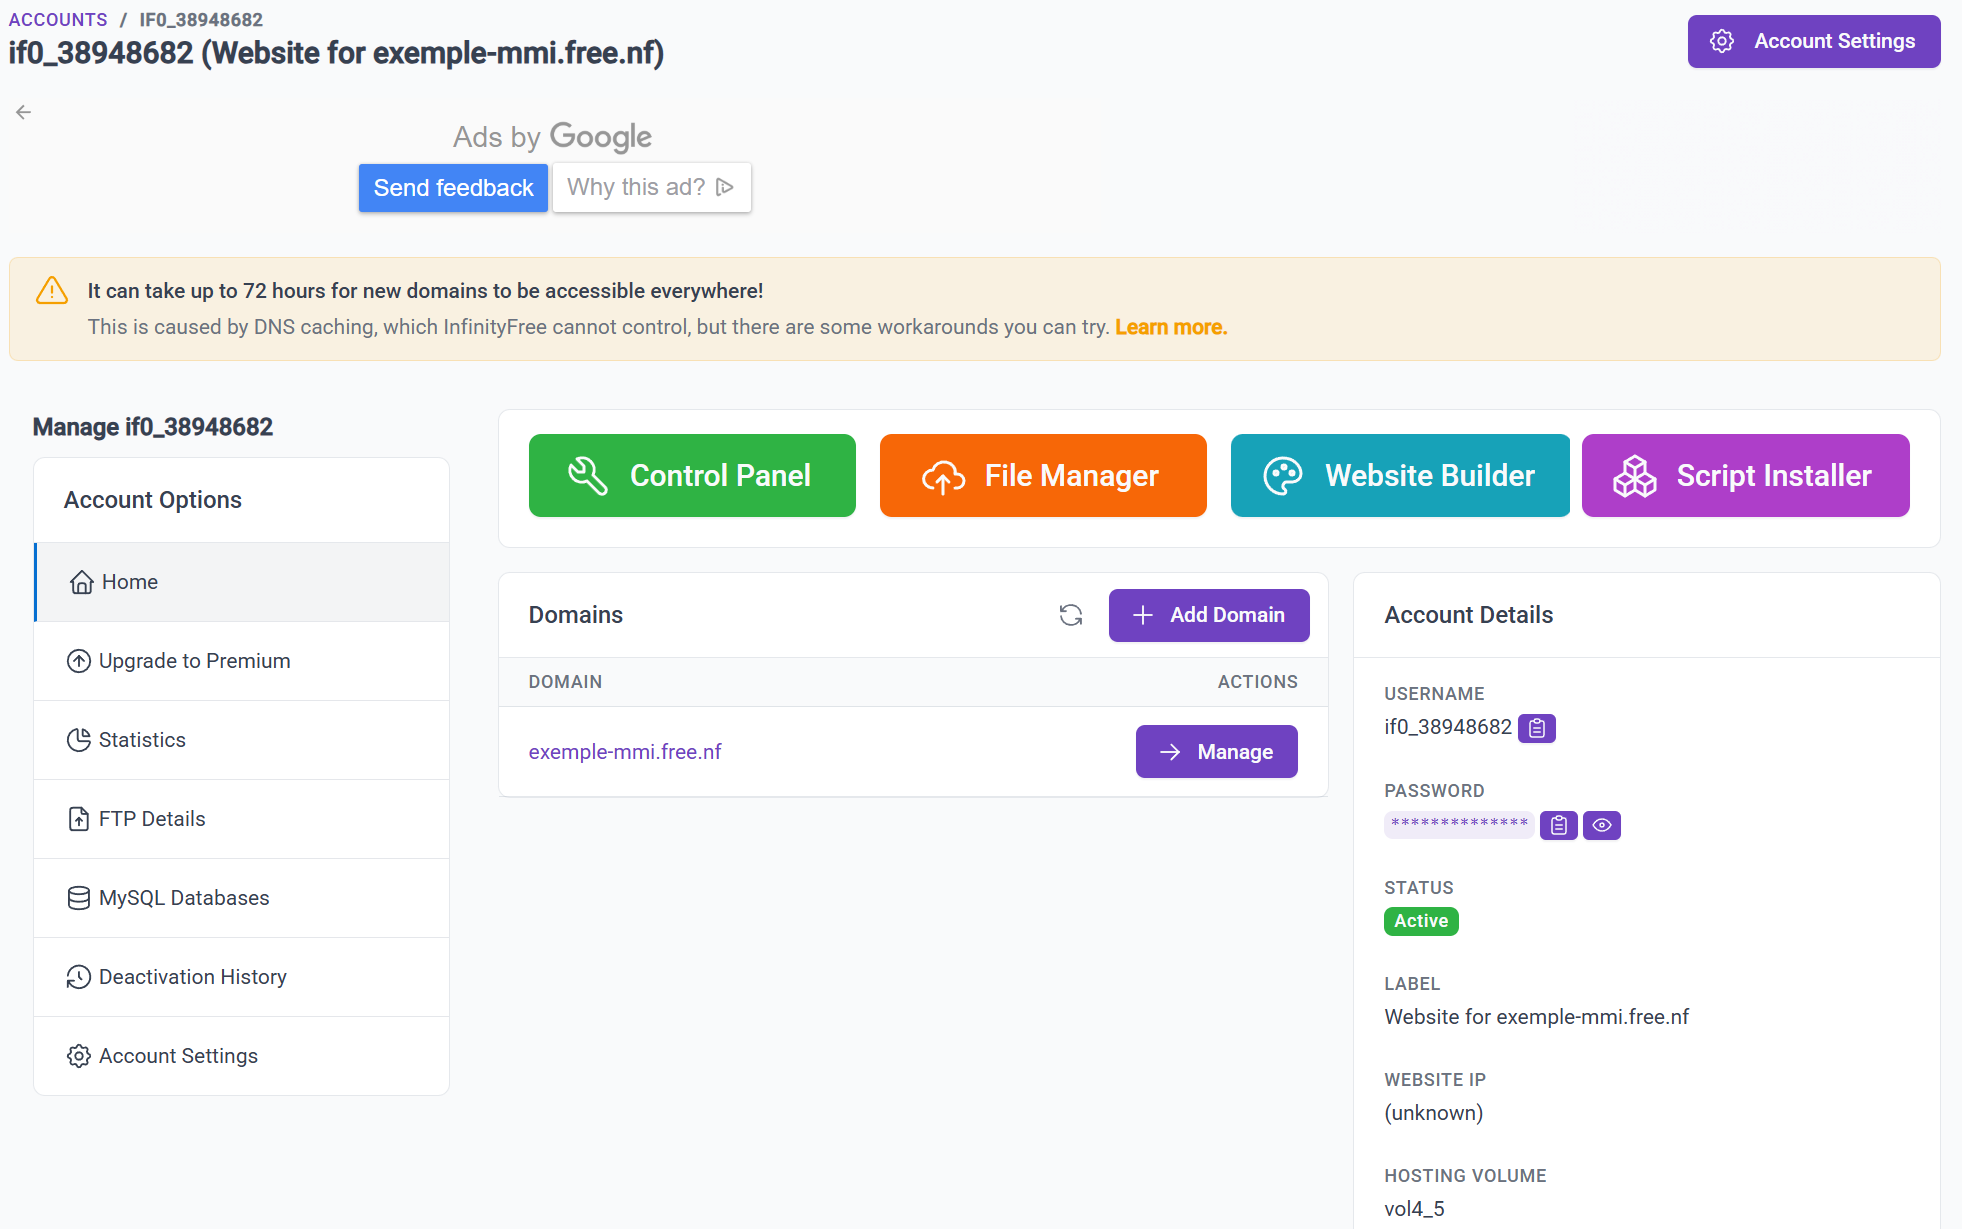 ACCOUNTS / IF0_38948682
if0_38948682 (Website for exemple-mmi.free.nf)
Account Settings
Ads by Google
Send feedback
Why this ad?
It can take up to 72 hours for new domains to be accessible everywhere!
This is caused by DNS caching, which InfinityFree cannot control, but there are some workarounds you can try. Learn more.
Manage if0_38948682
Account Options
Home
Upgrade to Premium
Statistics
FTP Details
MySQL Databases
Deactivation History
Account Settings
Control Panel
File Manager
Website Builder
Script Installer
Domains
Add Domain
DOMAIN ACTIONS
exemple-mmi.free.nf
Manage
Account Details
USERNAME
if0_38948682
PASSWORD
**************
STATUS
Active
LABEL
Website for exemple-mmi.free.nf
WEBSITE IP
(unknown)
HOSTING VOLUME
vol4_5